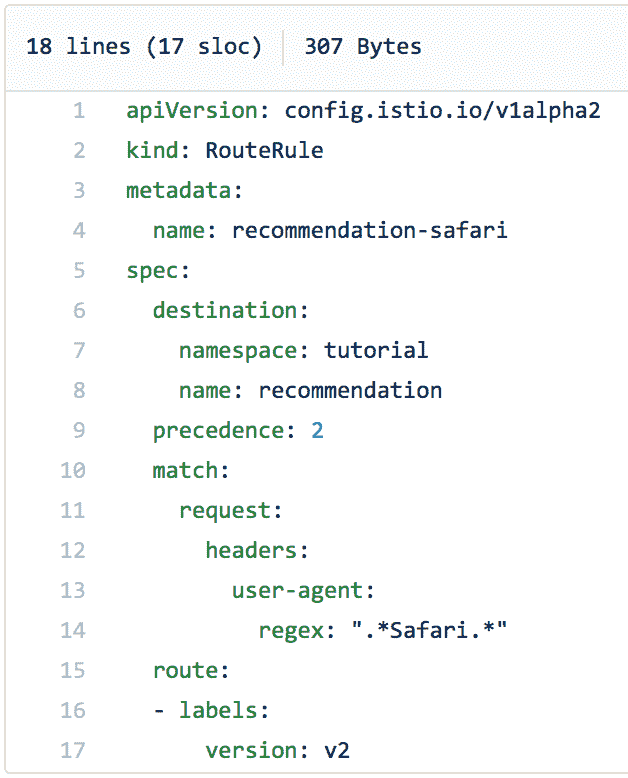 18 lines (17 sloc) 307 Bytes
1 apiVersion: config.istio.io/v1alpha2
2 kind: RouteRule
3 metadata:
4   name: recommendation-safari
5 spec:
6   destination:
7     namespace: tutorial
8     name: recommendation
9   precedence: 2
10   match:
11     request:
12       headers:
13         user-agent:
14           regex: ".*Safari.*"
15   route:
16   - labels:
17       version: v2